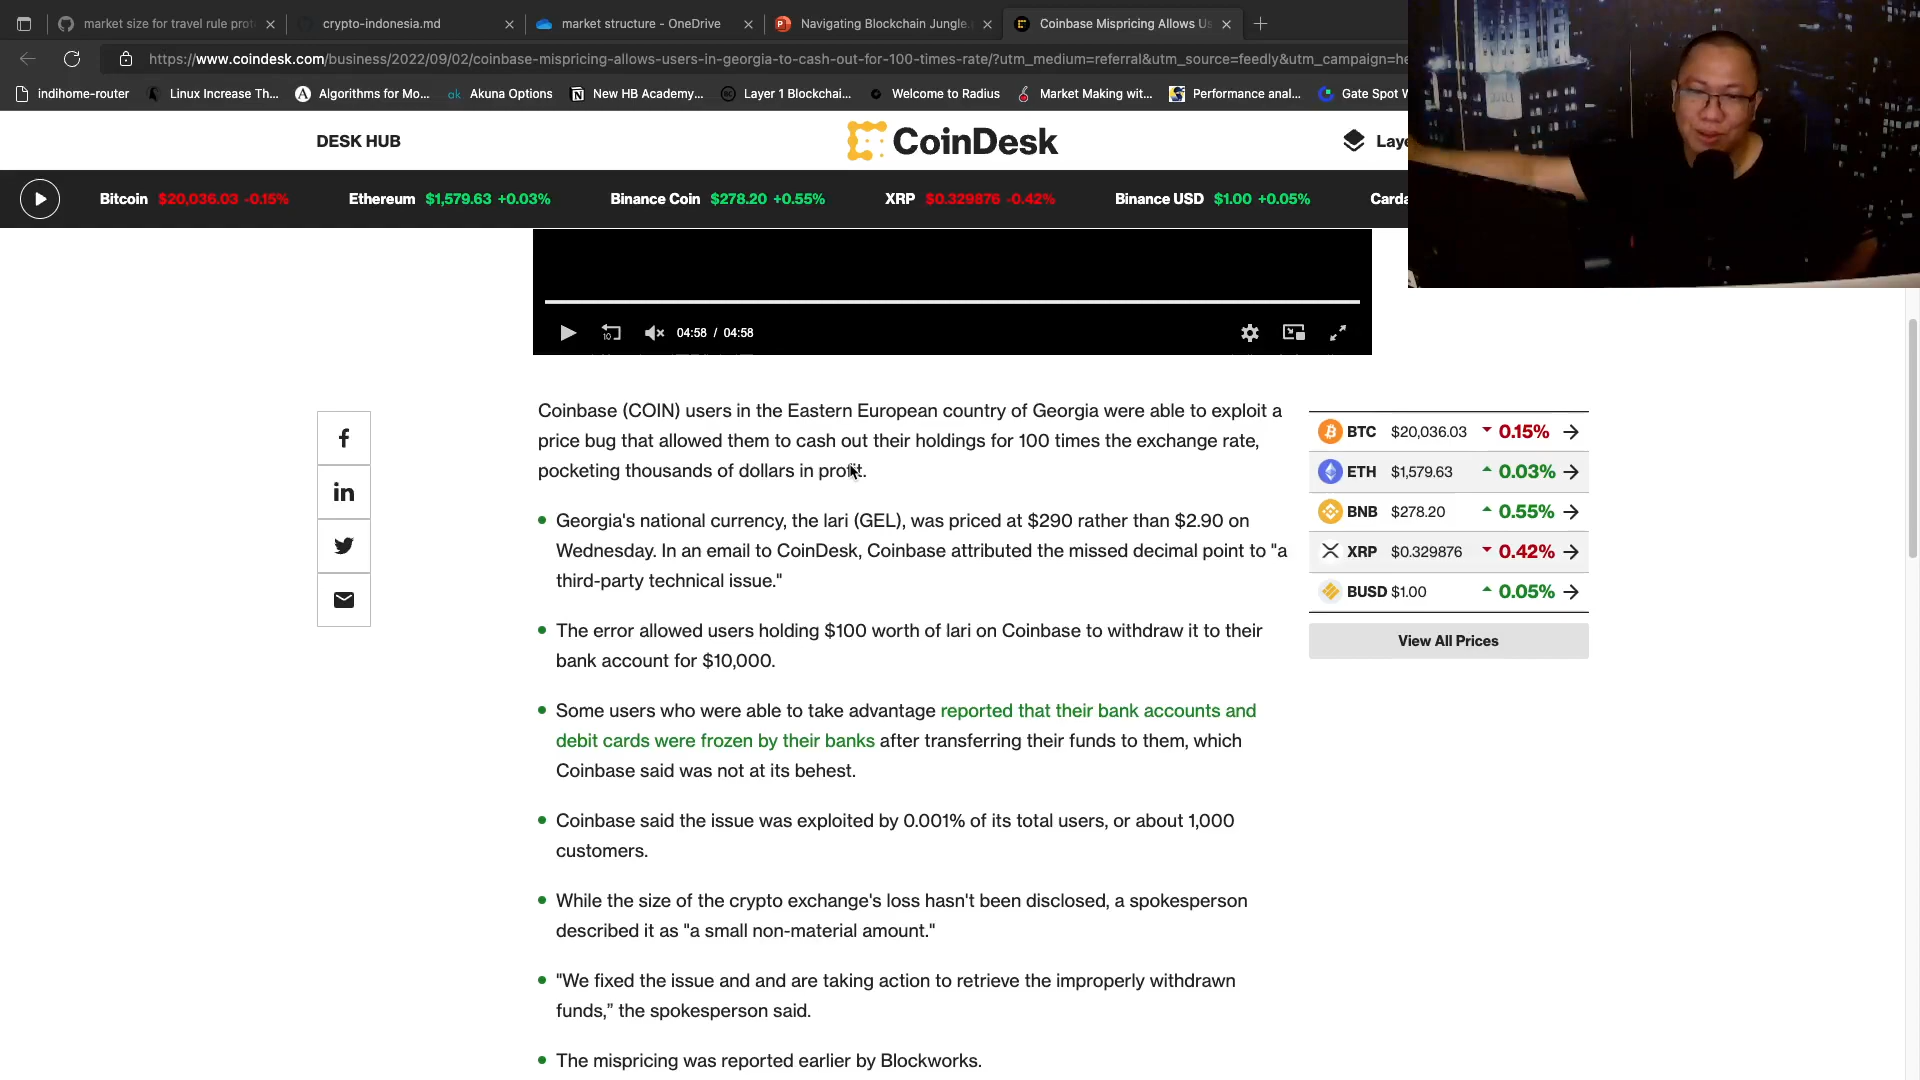 market size for travel rule prot
crypto-indonesia.md
market structure - OneDrive
Navigating Blockchain Jungle.
Coinbase Mispricing Allows Us
https://www.coindesk.com/business/2022/09/02/coinbase-mispricing-allows-users-in-georgia-to-cash-out-for-100-times-rate/?utm_medium=referral&utm_source=feedly&utm_campaign=he
indihome-router
Linux Increase Th...
Algorithms for Mo...
Akuna Options
New HB Academy...
Layer 1 Blockchai...
Welcome to Radius
Market Making wit...
Performance anal...
Gate Spot W
DESK HUB
CoinDesk
Laye
Bitcoin $20,036.03 -0.15%
Ethereum $1,579.63 +0.03%
Binance Coin $278.20 +0.55%
XRP $0.329876 -0.42%
Binance USD $1.00 +0.05%
Carda
10
04:58 / 04:58
Coinbase (COIN) users in the Eastern European country of Georgia were able to exploit a
price bug that allowed them to cash out their holdings for 100 times the exchange rate,
pocketing thousands of dollars in profit.
• Georgia's national currency, the lari (GEL), was priced at $290 rather than $2.90 on
Wednesday. In an email to CoinDesk, Coinbase attributed the missed decimal point to "a
third-party technical issue."
• The error allowed users holding $100 worth of lari on Coinbase to withdraw it to their
bank account for $10,000.
• Some users who were able to take advantage reported that their bank accounts and
debit cards were frozen by their banks after transferring their funds to them, which
Coinbase said was not at its behest.
• Coinbase said the issue was exploited by 0.001% of its total users, or about 1,000
customers.
• While the size of the crypto exchange's loss hasn't been disclosed, a spokesperson
described it as "a small non-material amount."
• "We fixed the issue and and are taking action to retrieve the improperly withdrawn
funds,” the spokesperson said.
• The mispricing was reported earlier by Blockworks.
BTC $20,036.03 0.15%
ETH $1,579.63 0.03%
BNB $278.20 0.55%
XRP $0.329876 0.42%
BUSD $1.00 0.05%
View All Prices